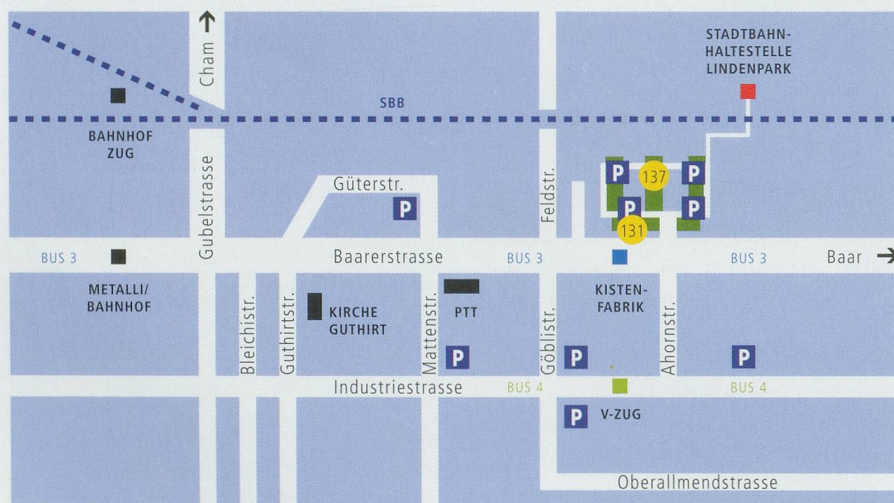 Cham
STADTBAHN-
HALTESTELLE
LINDENPARK
SBB
BAHNHOF
ZUG
Gubelstrasse
Güterstr.
P
Feldstr.
P
137
P
P
P
131
BUS 3
Baarerstrasse
BUS 3
BUS 3
Baar
METALLI/
BAHNHOF
Bleichistr.
Guthirtstr.
KIRCHE
GUTHIRT
Mattenstr.
PTT
P
Göblistr.
KISTEN-
FABRIK
P
Ahornstr.
P
Industriestrasse
BUS 4
BUS 4
P
V-ZUG
Oberallmendstrasse